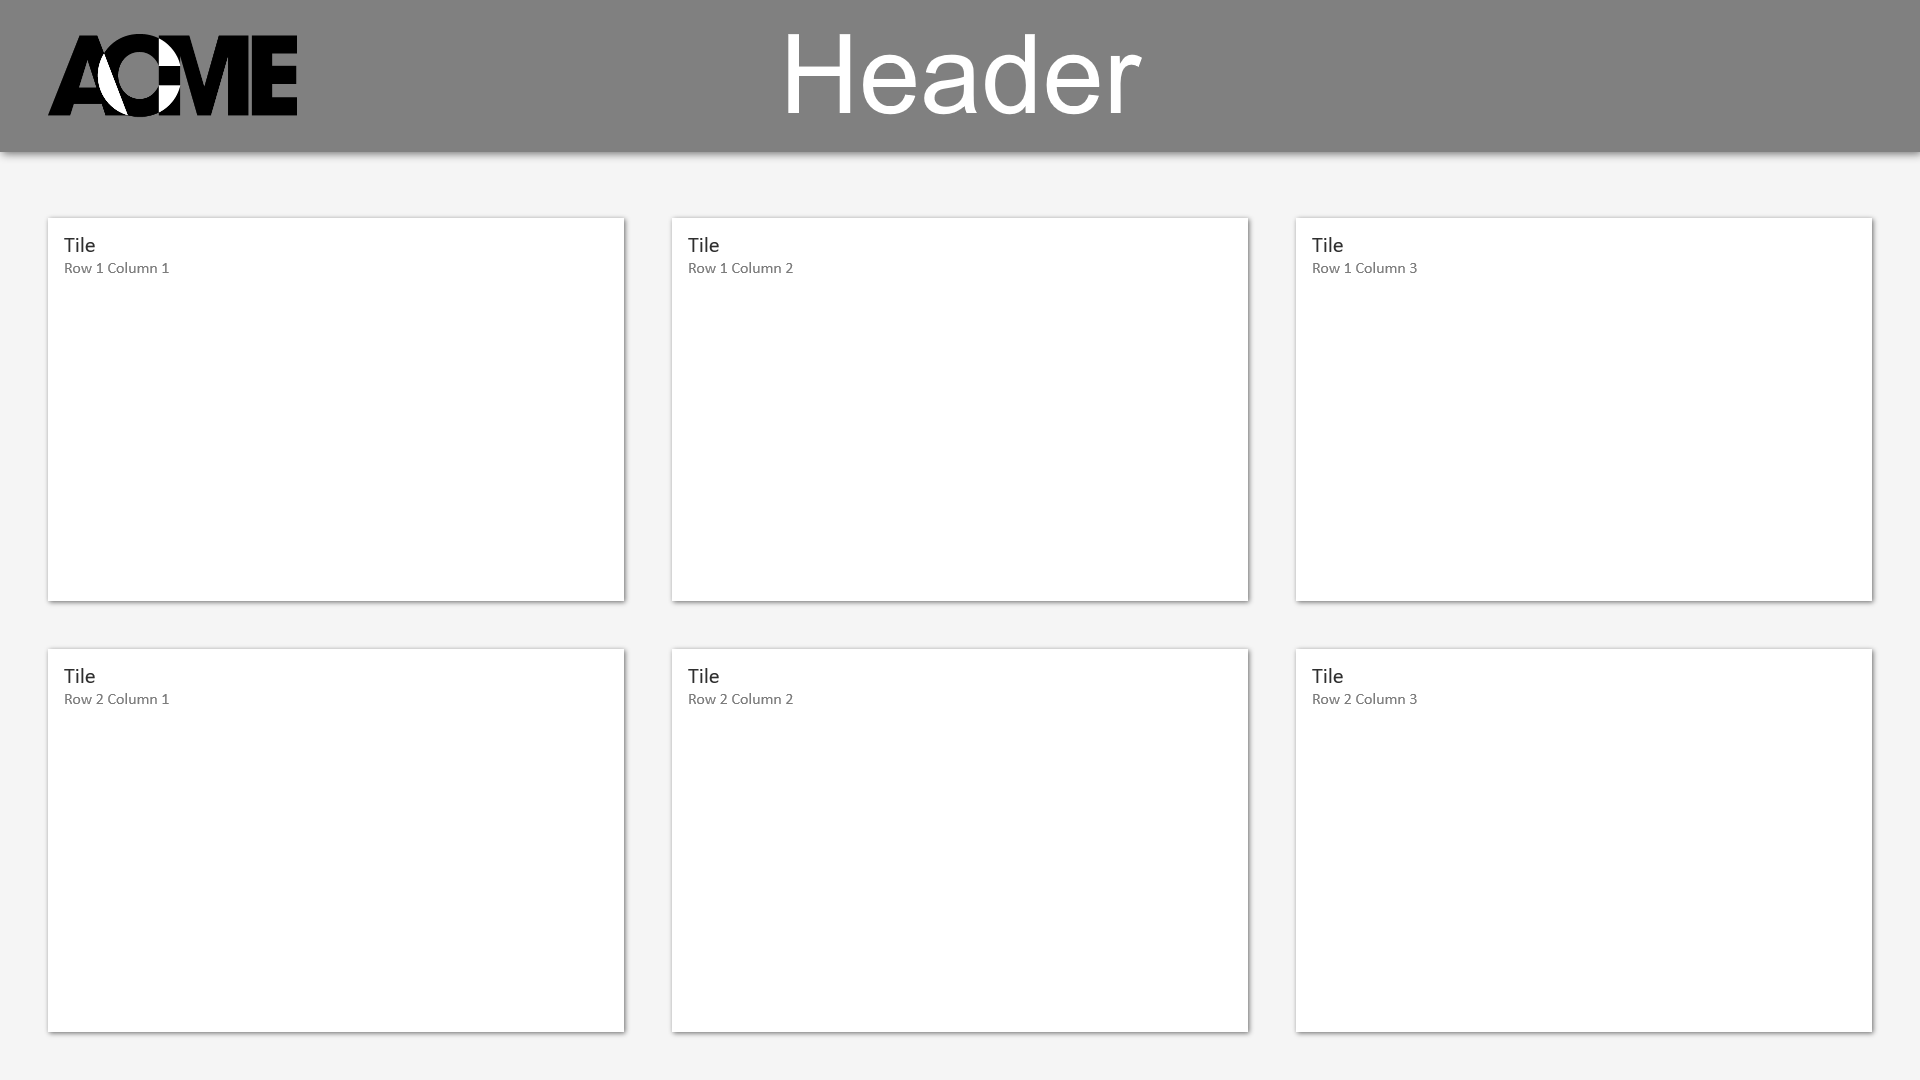 ACME
Header
Tile
Row 1 Column 1
Tile
Row 1 Column 2
Tile
Row 1 Column 3
Tile
Row 2 Column 1
Tile
Row 2 Column 2
Tile
Row 2 Column 3